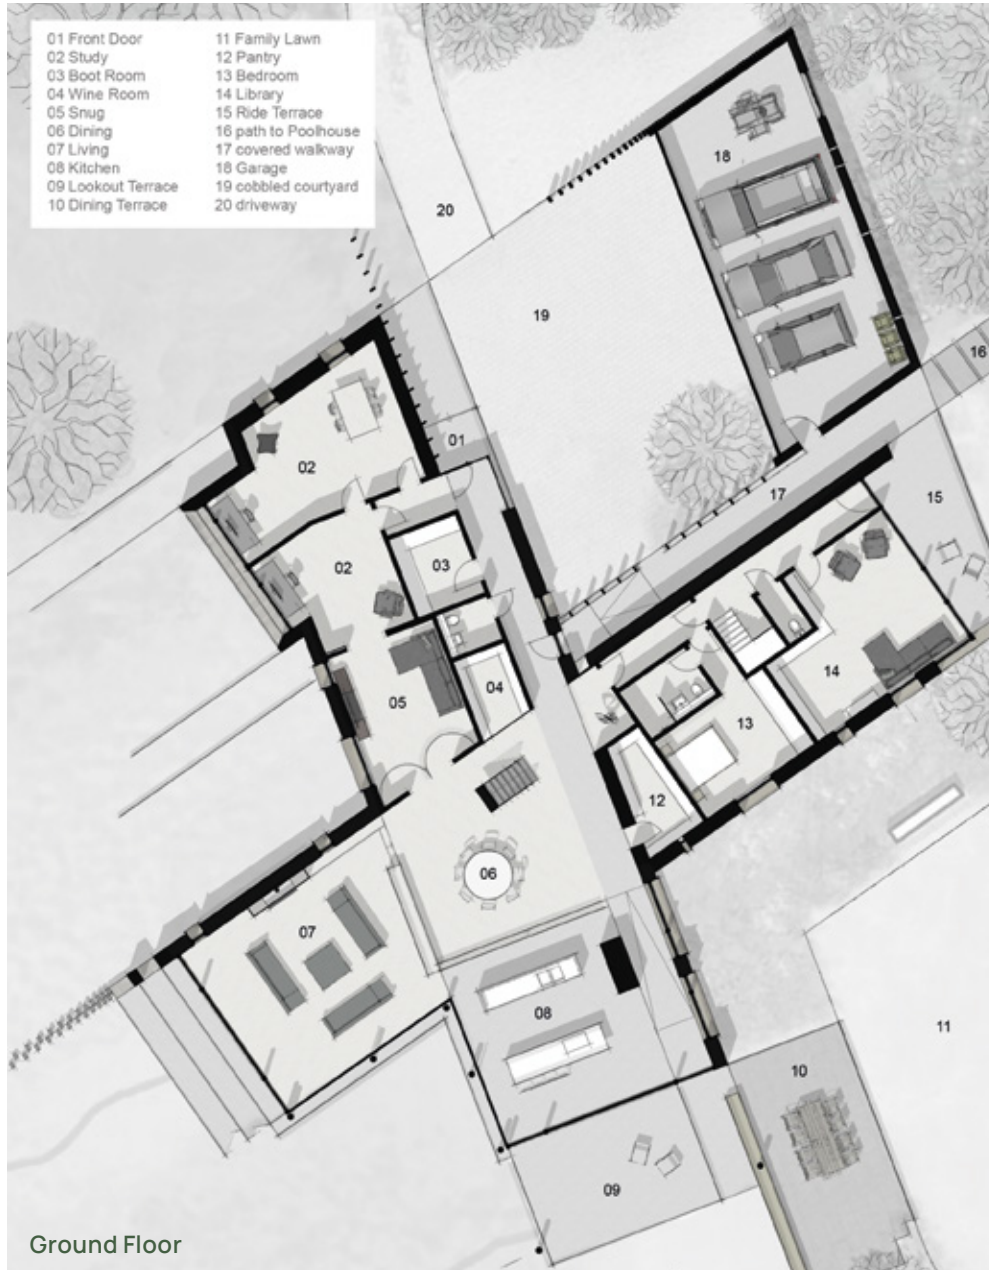 01 Front Door
02 Study
03 Boot Room
04 Wine Room
05 Snug
06 Dining
07 Living
08 Kitchen
09 Lookout Terrace
10 Dining Terrace
11 Family Lawn
12 Pantry
13 Bedroom
14 Library
15 Ride Terrace
16 path to Poolhouse
17 covered walkway
18 Garage
19 cobbled courtyard
20 driveway
18
20
19
16
01
02
17
15
02
03
04
14
05
13
12
06
07
08
11
10
09
Ground Floor